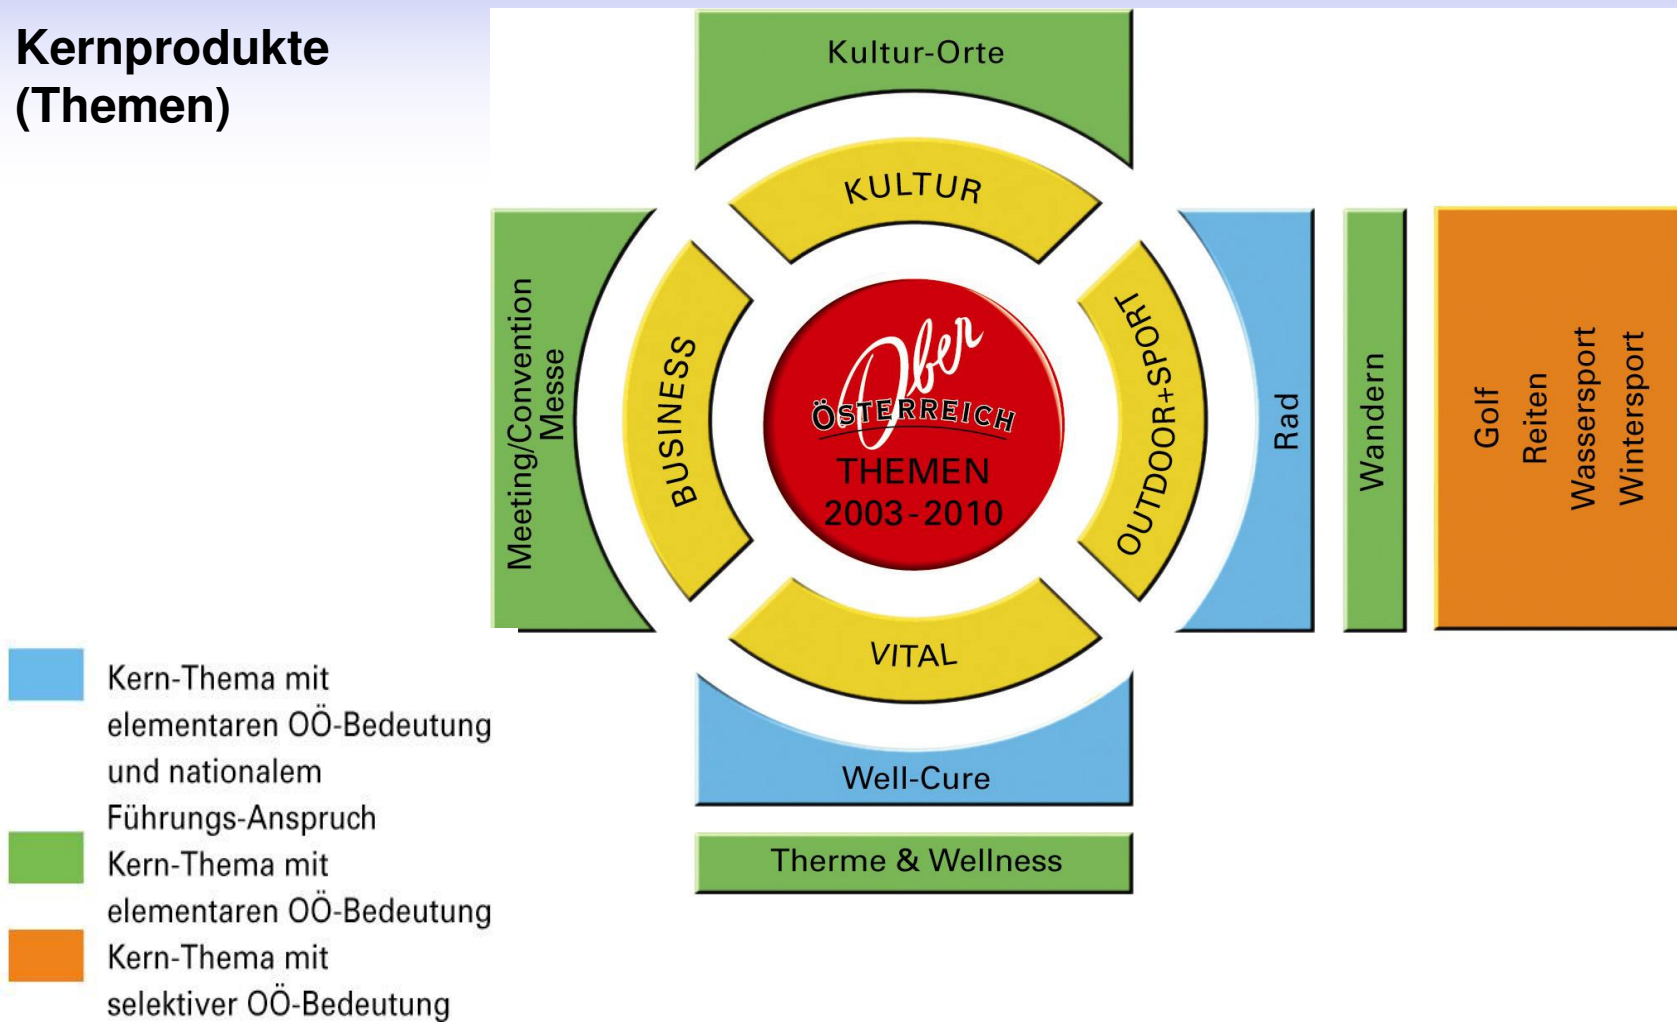 Kernprodukte
(Themen)
Kultur-Orte
KULTUR
Meeting/Convention
Messe
BUSINESS
Ober
ÖSTERREICH
THEMEN
2003-2010
OUTDOOR+SPORT
Rad
Wandern
Golf
Reiten
Wassersport
Wintersport
VITAL
Well-Cure
Therme & Wellness
Kern-Thema mit
elementaren OÖ-Bedeutung
und nationalem
Führungs-Anspruch
Kern-Thema mit
elementaren OÖ-Bedeutung
Kern-Thema mit
selektiver OÖ-Bedeutung